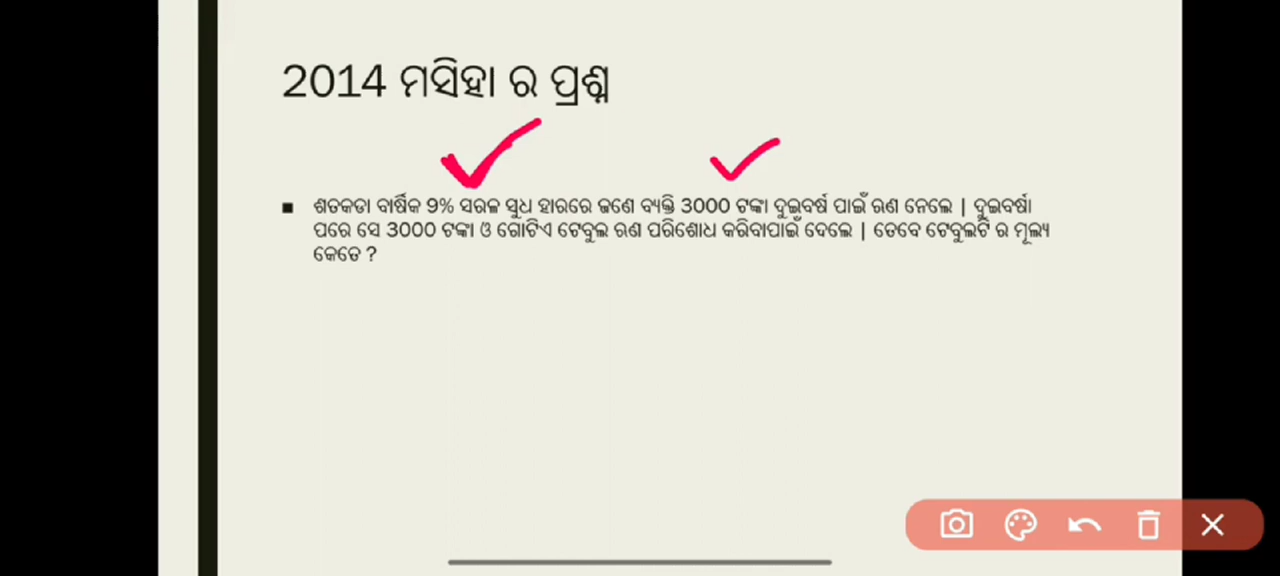 2014 ମସିହା ର ପ୍ରଶ୍ନ
ଶତକଡା ବାର୍ଷିକ 9% ସରଳ ସୁଧ ହାରରେ ଜଣେ ବ୍ୟକ୍ତି 3000 ଟଙ୍କା ଦୁଇବର୍ଷ ପାଇଁ ଋଣ ନେଲେ | ଦୁଇବର୍ଷା
ପରେ ସେ 3000 ଟଙ୍କା ଓ ଗୋଟିଏ ଟେବୁଲ ଋଣ ପରିଶୋଧ କରିବାପାଇଁ ଦେଲେ | ତେବେ ଟେବୁଲଟି ର ମୂଲ୍ୟ
କେତେ ?